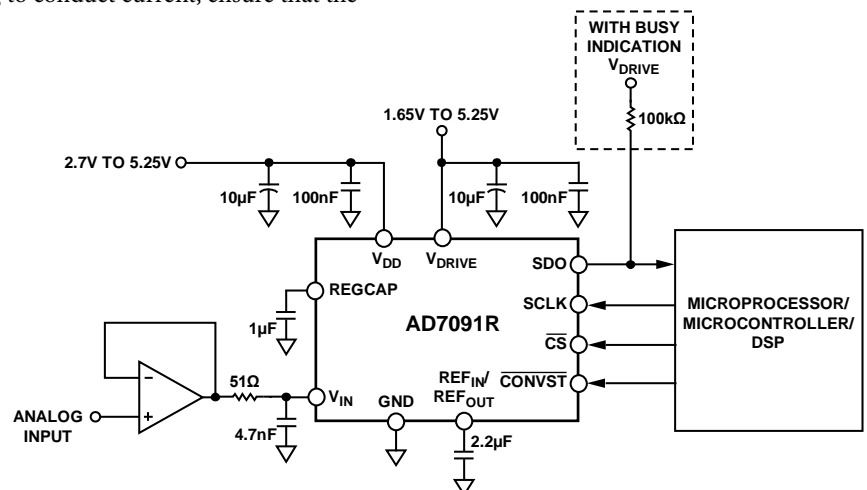 to conduct current, ensure that the
WITH BUSY
INDICATION
VDRIVE
100kΩ
1.65V TO 5.25V
2.7V TO 5.25V
10µF
100nF
10µF
100nF
VDD
VDRIVE
SDO
REGCAP
SCLK
1µF
AD7091R
CS
MICROPROCESSOR/
MICROCONTROLLER/
DSP
REFIN/
REFOUT
CONVST
51Ω
VIN
GND
ANALOG
INPUT
4.7nF
2.2µF